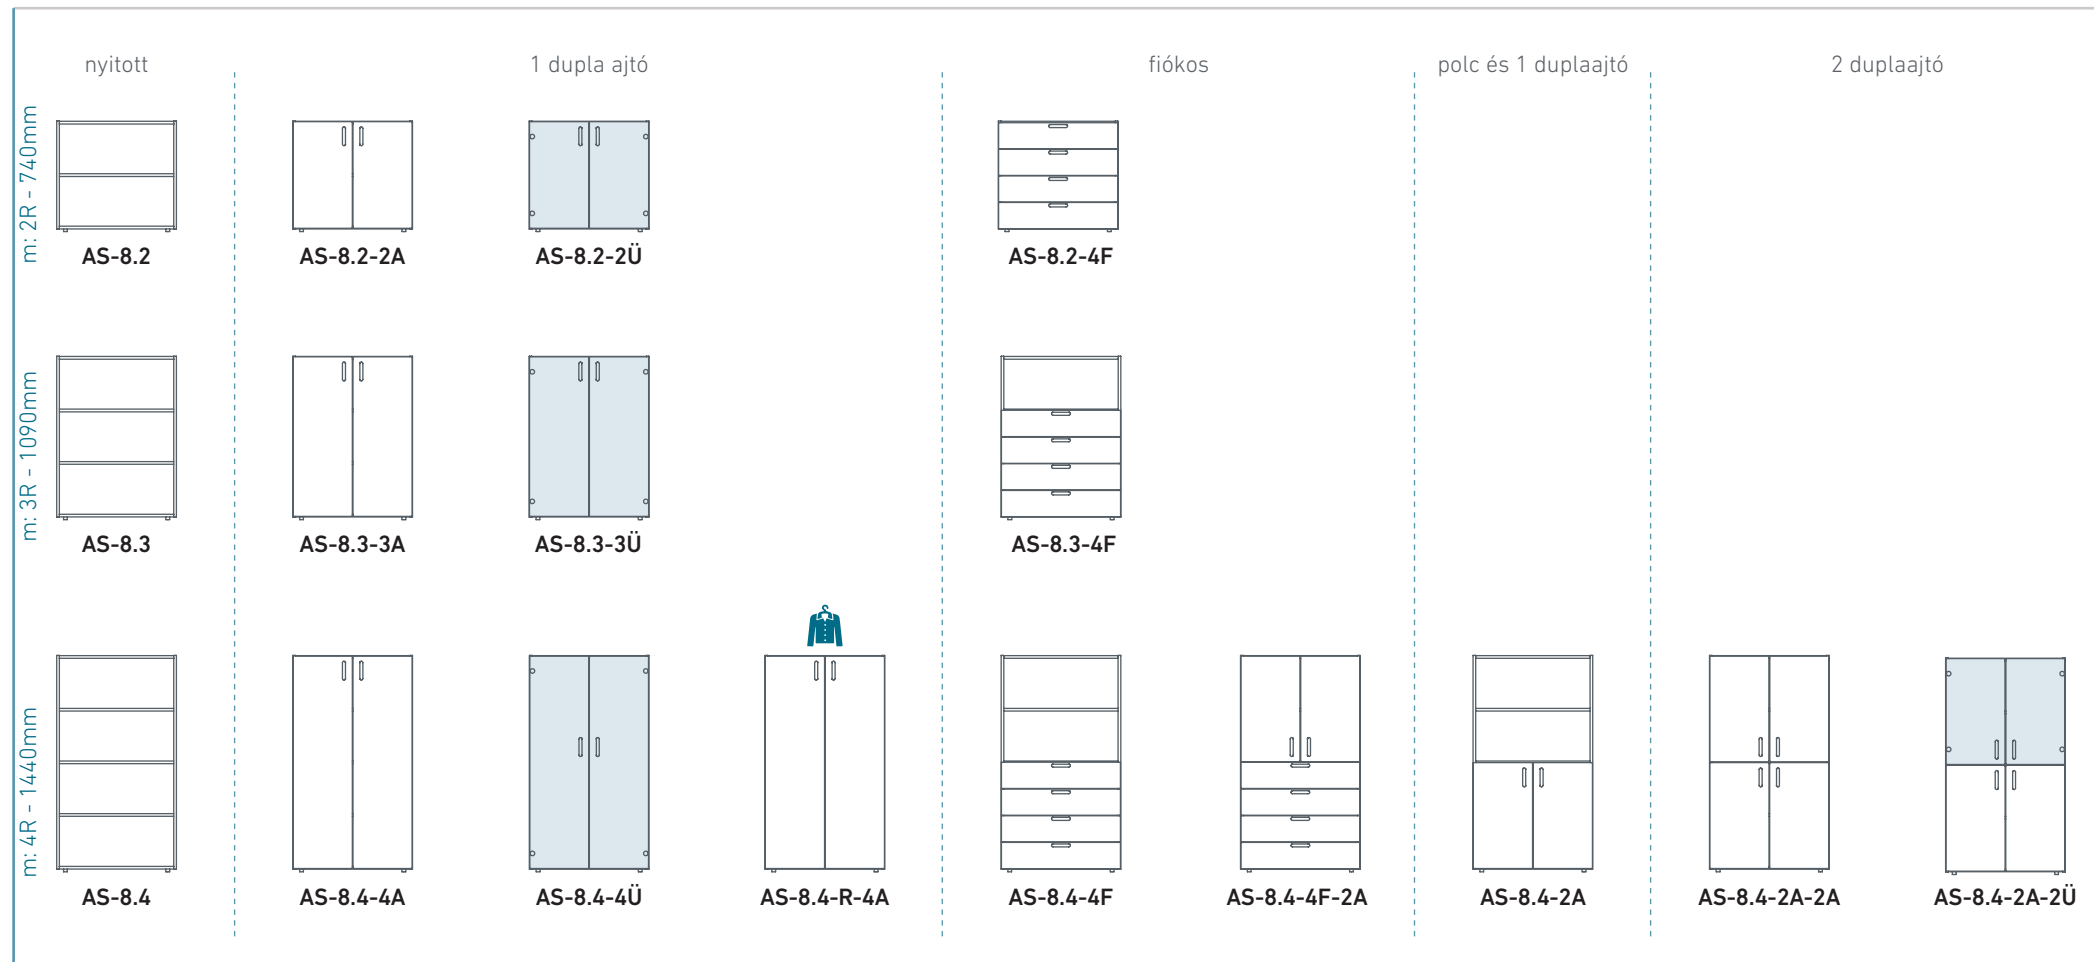 nyitott
1 dupla ajtó
fiókos
polc és 1 duplaajtó
2 duplaajtó
m: 2R - 740mm
AS-8.2
AS-8.2-2A
AS-8.2-2Ü
AS-8.2-4F
m: 3R - 1090mm
AS-8.3
AS-8.3-3A
AS-8.3-3Ü
AS-8.3-4F
m: 4R - 1440mm
AS-8.4
AS-8.4-4A
AS-8.4-4Ü
AS-8.4-R-4A
AS-8.4-4F
AS-8.4-4F-2A
AS-8.4-2A
AS-8.4-2A-2A
AS-8.4-2A-2Ü